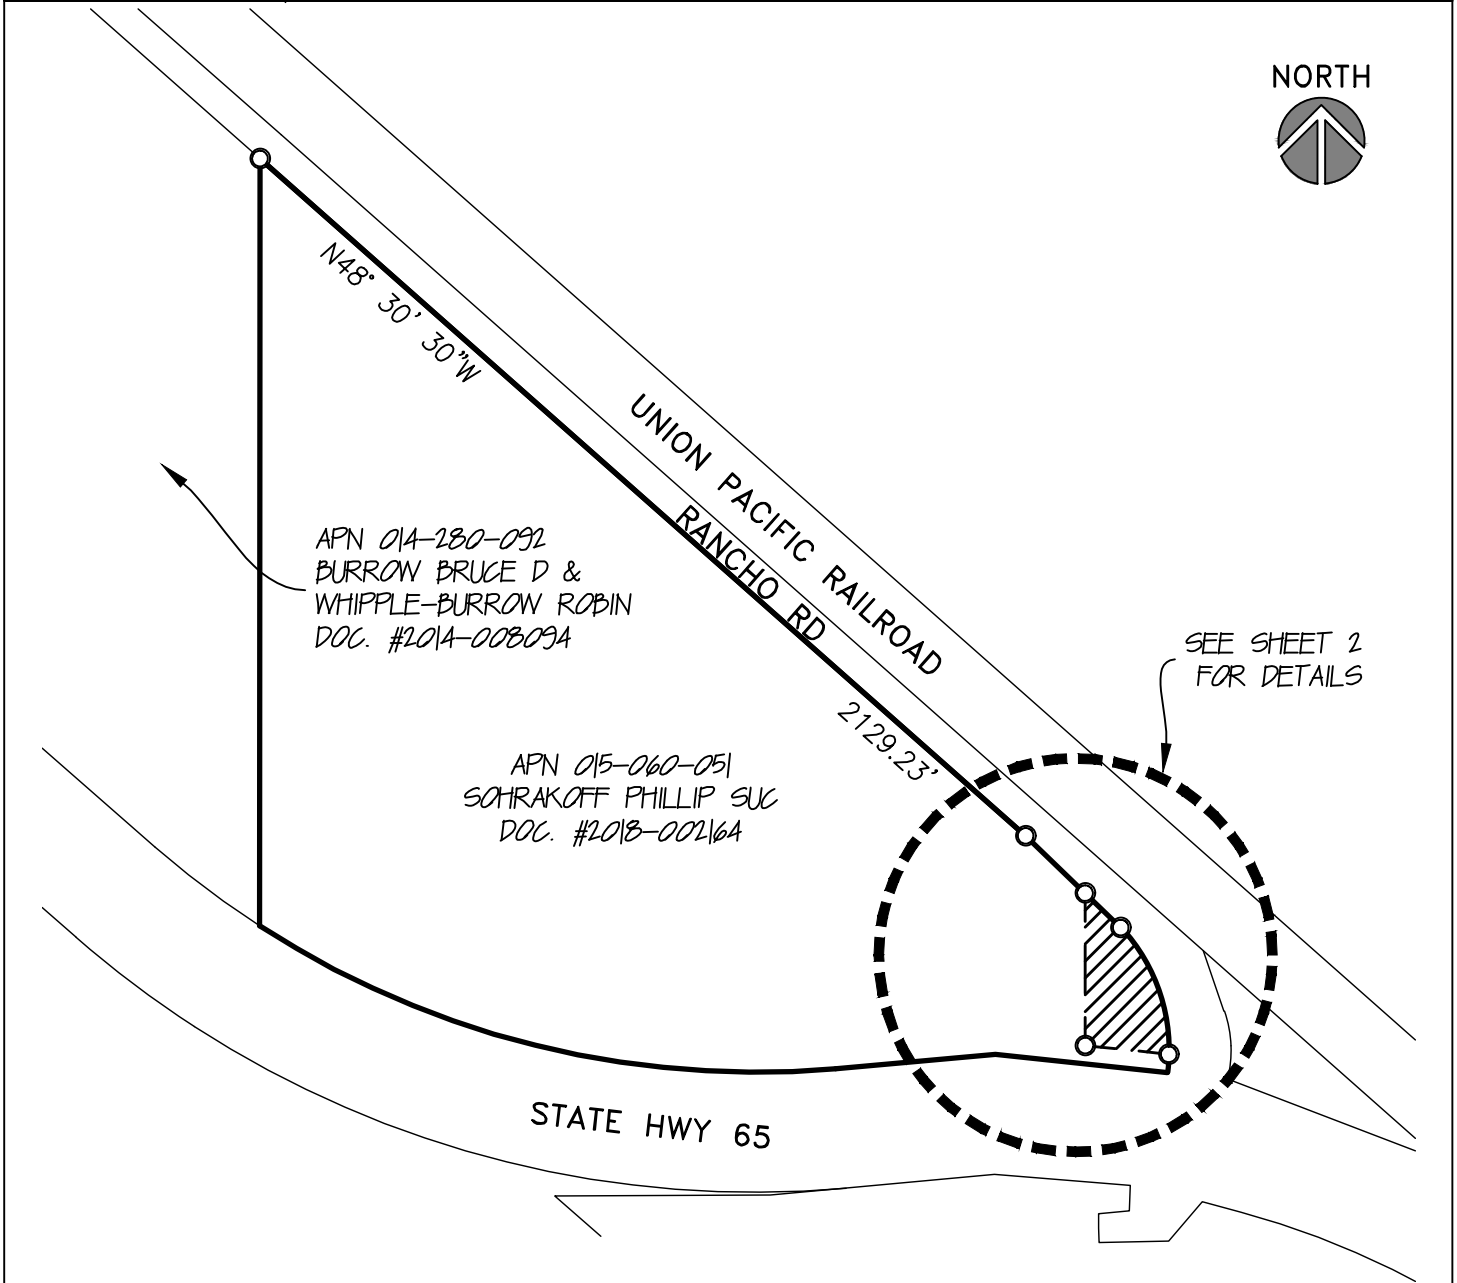 NORTH
N48° 30' 30"W
UNION PACIFIC RAILROAD
RANCHO RD
APN 014-280-092
BURROW BRUCE D &
WHIPPLE-BURROW ROBIN
DOC. #2014-008094
SEE SHEET 2
FOR DETAILS
2129.23'
APN 015-060-051
SOHRAKOFF PHILLIP SUC
DOC. #2018-002164
STATE HWY 65